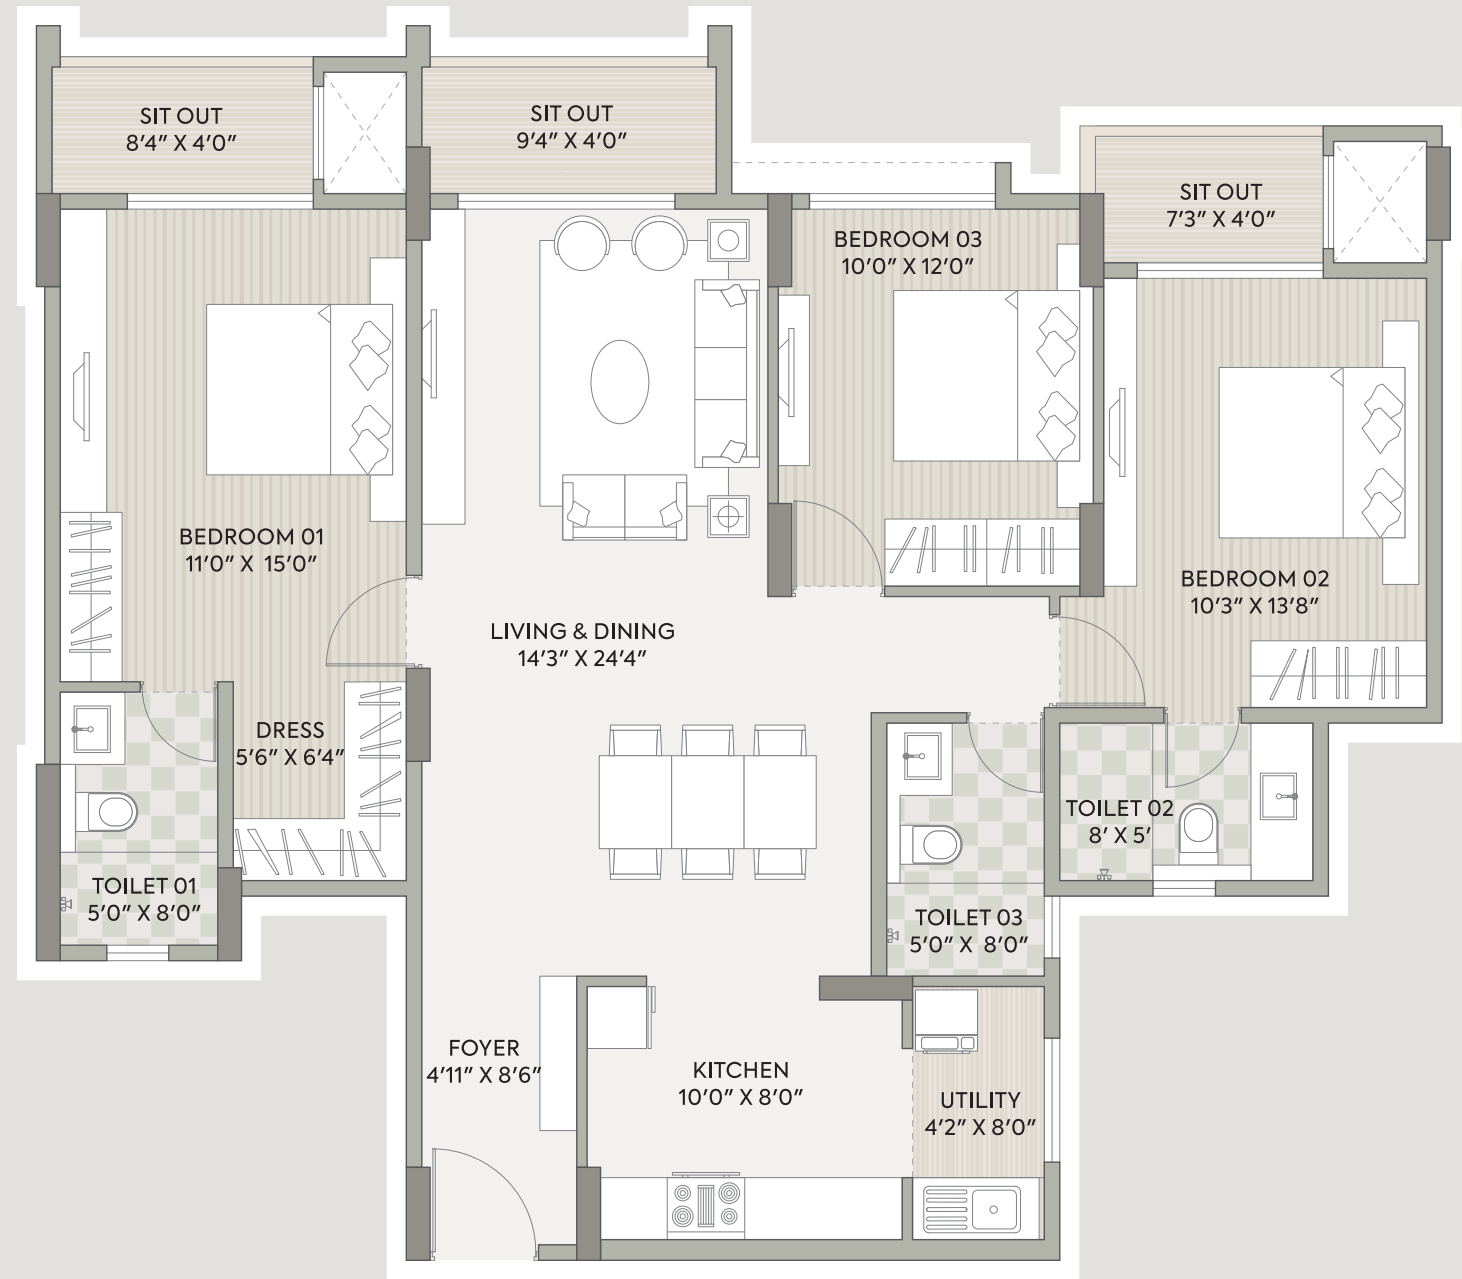 SIT OUT
8'4" X 4'0"
SIT OUT
9'4" X 4'0"
SIT OUT
7'3" X 4'0"
BEDROOM 03
10'0" X 12'0"
BEDROOM 01
11'0" X 15'0"
BEDROOM 02
10'3" X 13'8"
LIVING & DINING
14'3" X 24'4"
DRESS
5'6" X 6'4"
TOILET 02
8' X 5'
TOILET 01
5'0" X 8'0"
TOILET 03
5'0" X 8'0"
FOYER
4'11" X 8'6"
KITCHEN
10'0" X 8'0"
UTILITY
4'2" X 8'0"